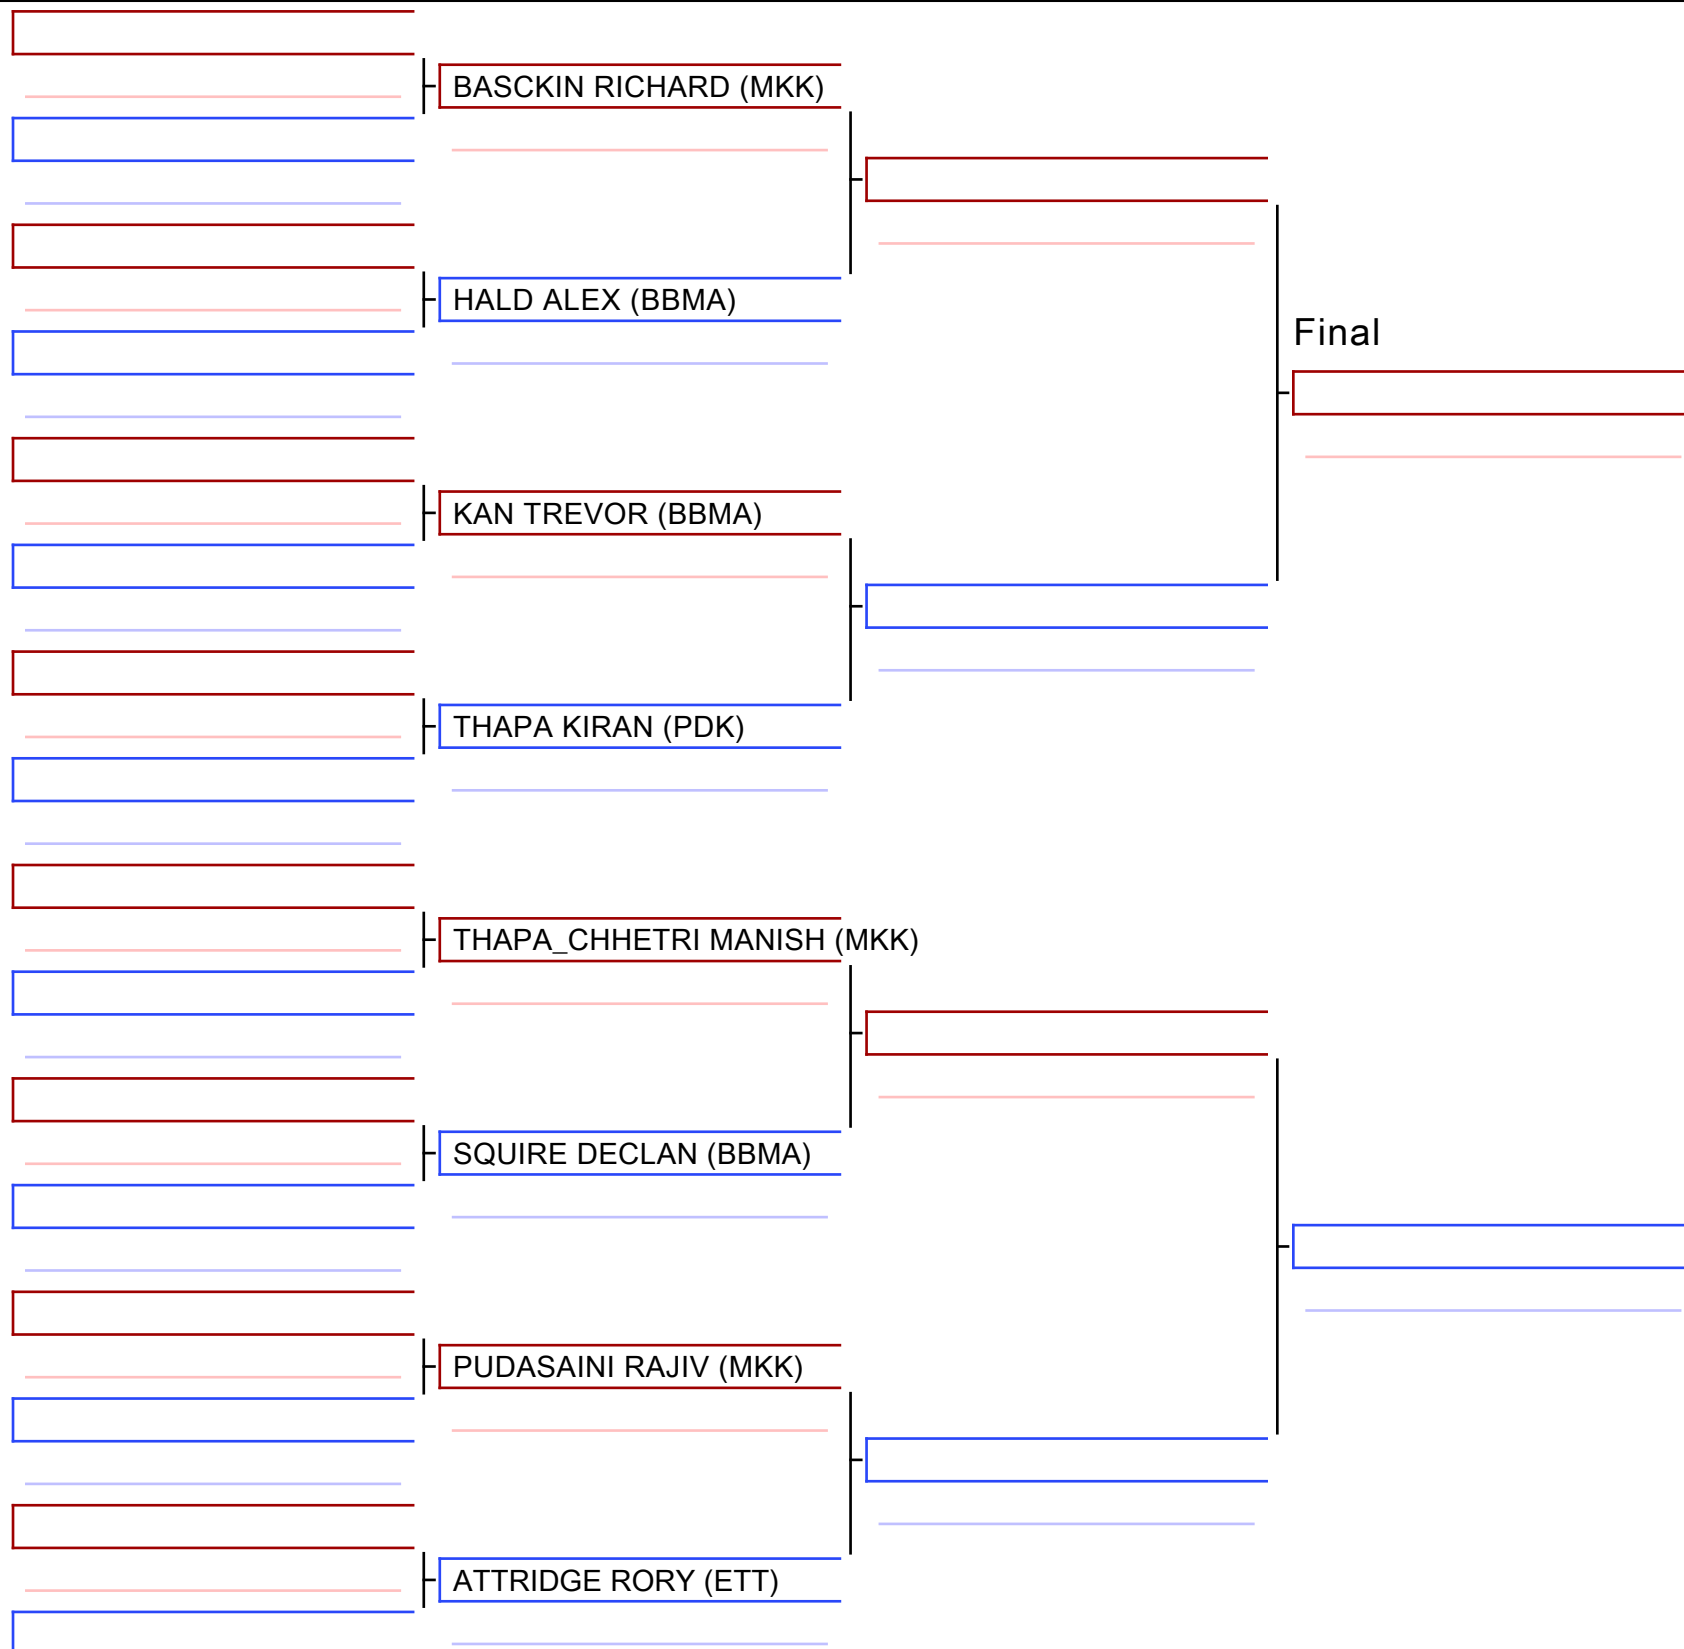 BASCKIN RICHARD (MKK)
HALD ALEX (BBMA)
Final
KAN TREVOR (BBMA)
THAPA KIRAN (PDK)
THAPA_CHHETRI MANISH (MKK)
SQUIRE DECLAN (BBMA)
PUDASAINI RAJIV (MKK)
ATTRIDGE RORY (ETT)